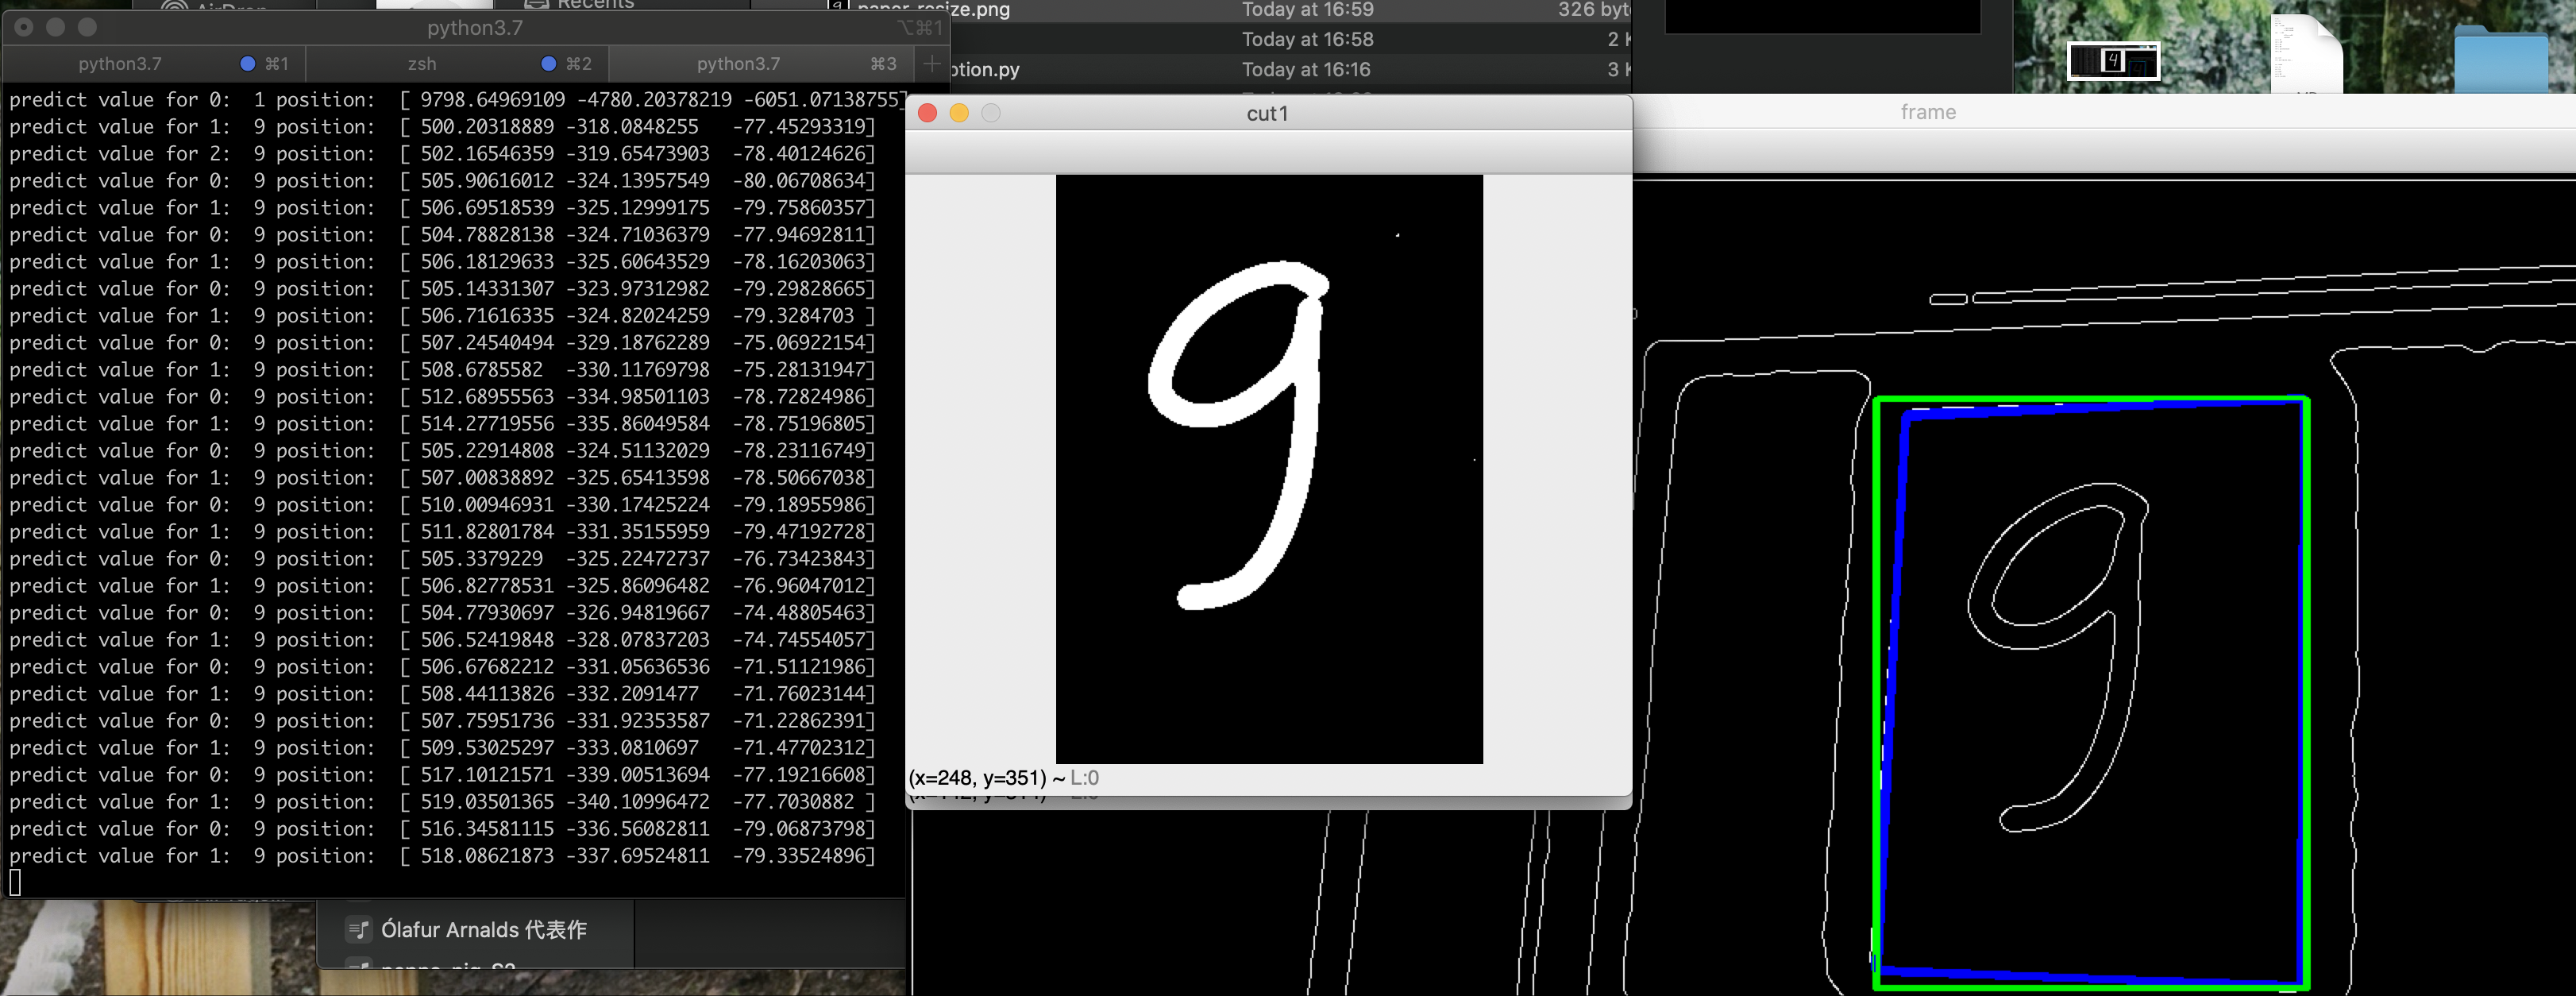 AirDrop
Recents
paper_resize.png Today at 16:59 326 byt
Today at 16:58 2 K
ption.py Today at 16:16 3 K
python3.7 ⌥⌘1
python3.7 ⌘1 zsh ⌘2 python3.7 ⌘3 +
predict value for 0: 1 position: [ 9798.64969109 -4780.20378219 -6051.07138755]
predict value for 1: 9 position: [ 500.20318889 -318.0848255 -77.45293319]
predict value for 2: 9 position: [ 502.16546359 -319.65473903 -78.40124626]
predict value for 0: 9 position: [ 505.90616012 -324.13957549 -80.06708634]
predict value for 1: 9 position: [ 506.69518539 -325.12999175 -79.75860357]
predict value for 0: 9 position: [ 504.78828138 -324.71036379 -77.94692811]
predict value for 1: 9 position: [ 506.18129633 -325.60643529 -78.16203063]
predict value for 0: 9 position: [ 505.14331307 -323.97312982 -79.29828665]
predict value for 1: 9 position: [ 506.71616335 -324.82024259 -79.3284703 ]
predict value for 0: 9 position: [ 507.24540494 -329.18762289 -75.06922154]
predict value for 1: 9 position: [ 508.6785582 -330.11769798 -75.28131947]
predict value for 0: 9 position: [ 512.68955563 -334.98501103 -78.72824986]
predict value for 1: 9 position: [ 514.27719556 -335.86049584 -78.75196805]
predict value for 0: 9 position: [ 505.22914808 -324.51132029 -78.23116749]
predict value for 1: 9 position: [ 507.00838892 -325.65413598 -78.50667038]
predict value for 0: 9 position: [ 510.00946931 -330.17425224 -79.18955986]
predict value for 1: 9 position: [ 511.82801784 -331.35155959 -79.47192728]
predict value for 0: 9 position: [ 505.3379229 -325.22472737 -76.73423843]
predict value for 1: 9 position: [ 506.82778531 -325.86096482 -76.96047012]
predict value for 0: 9 position: [ 504.77930697 -326.94819667 -74.48805463]
predict value for 1: 9 position: [ 506.52419848 -328.07837203 -74.74554057]
predict value for 0: 9 position: [ 506.67682212 -331.05636536 -71.51121986]
predict value for 1: 9 position: [ 508.44113826 -332.2091477 -71.76023144]
predict value for 0: 9 position: [ 507.75951736 -331.92353587 -71.22862391]
predict value for 1: 9 position: [ 509.53025297 -333.0810697 -71.47702312]
predict value for 0: 9 position: [ 517.10121571 -339.00513694 -77.19216608]
predict value for 1: 9 position: [ 519.03501365 -340.10996472 -77.7030882 ]
predict value for 0: 9 position: [ 516.34581115 -336.56082811 -79.06873798]
predict value for 1: 9 position: [ 518.08621873 -337.69524811 -79.33524896]
cut1
9
(x=248, y=351) ~ L:0
frame
9
Ólafur Arnalds 代表作